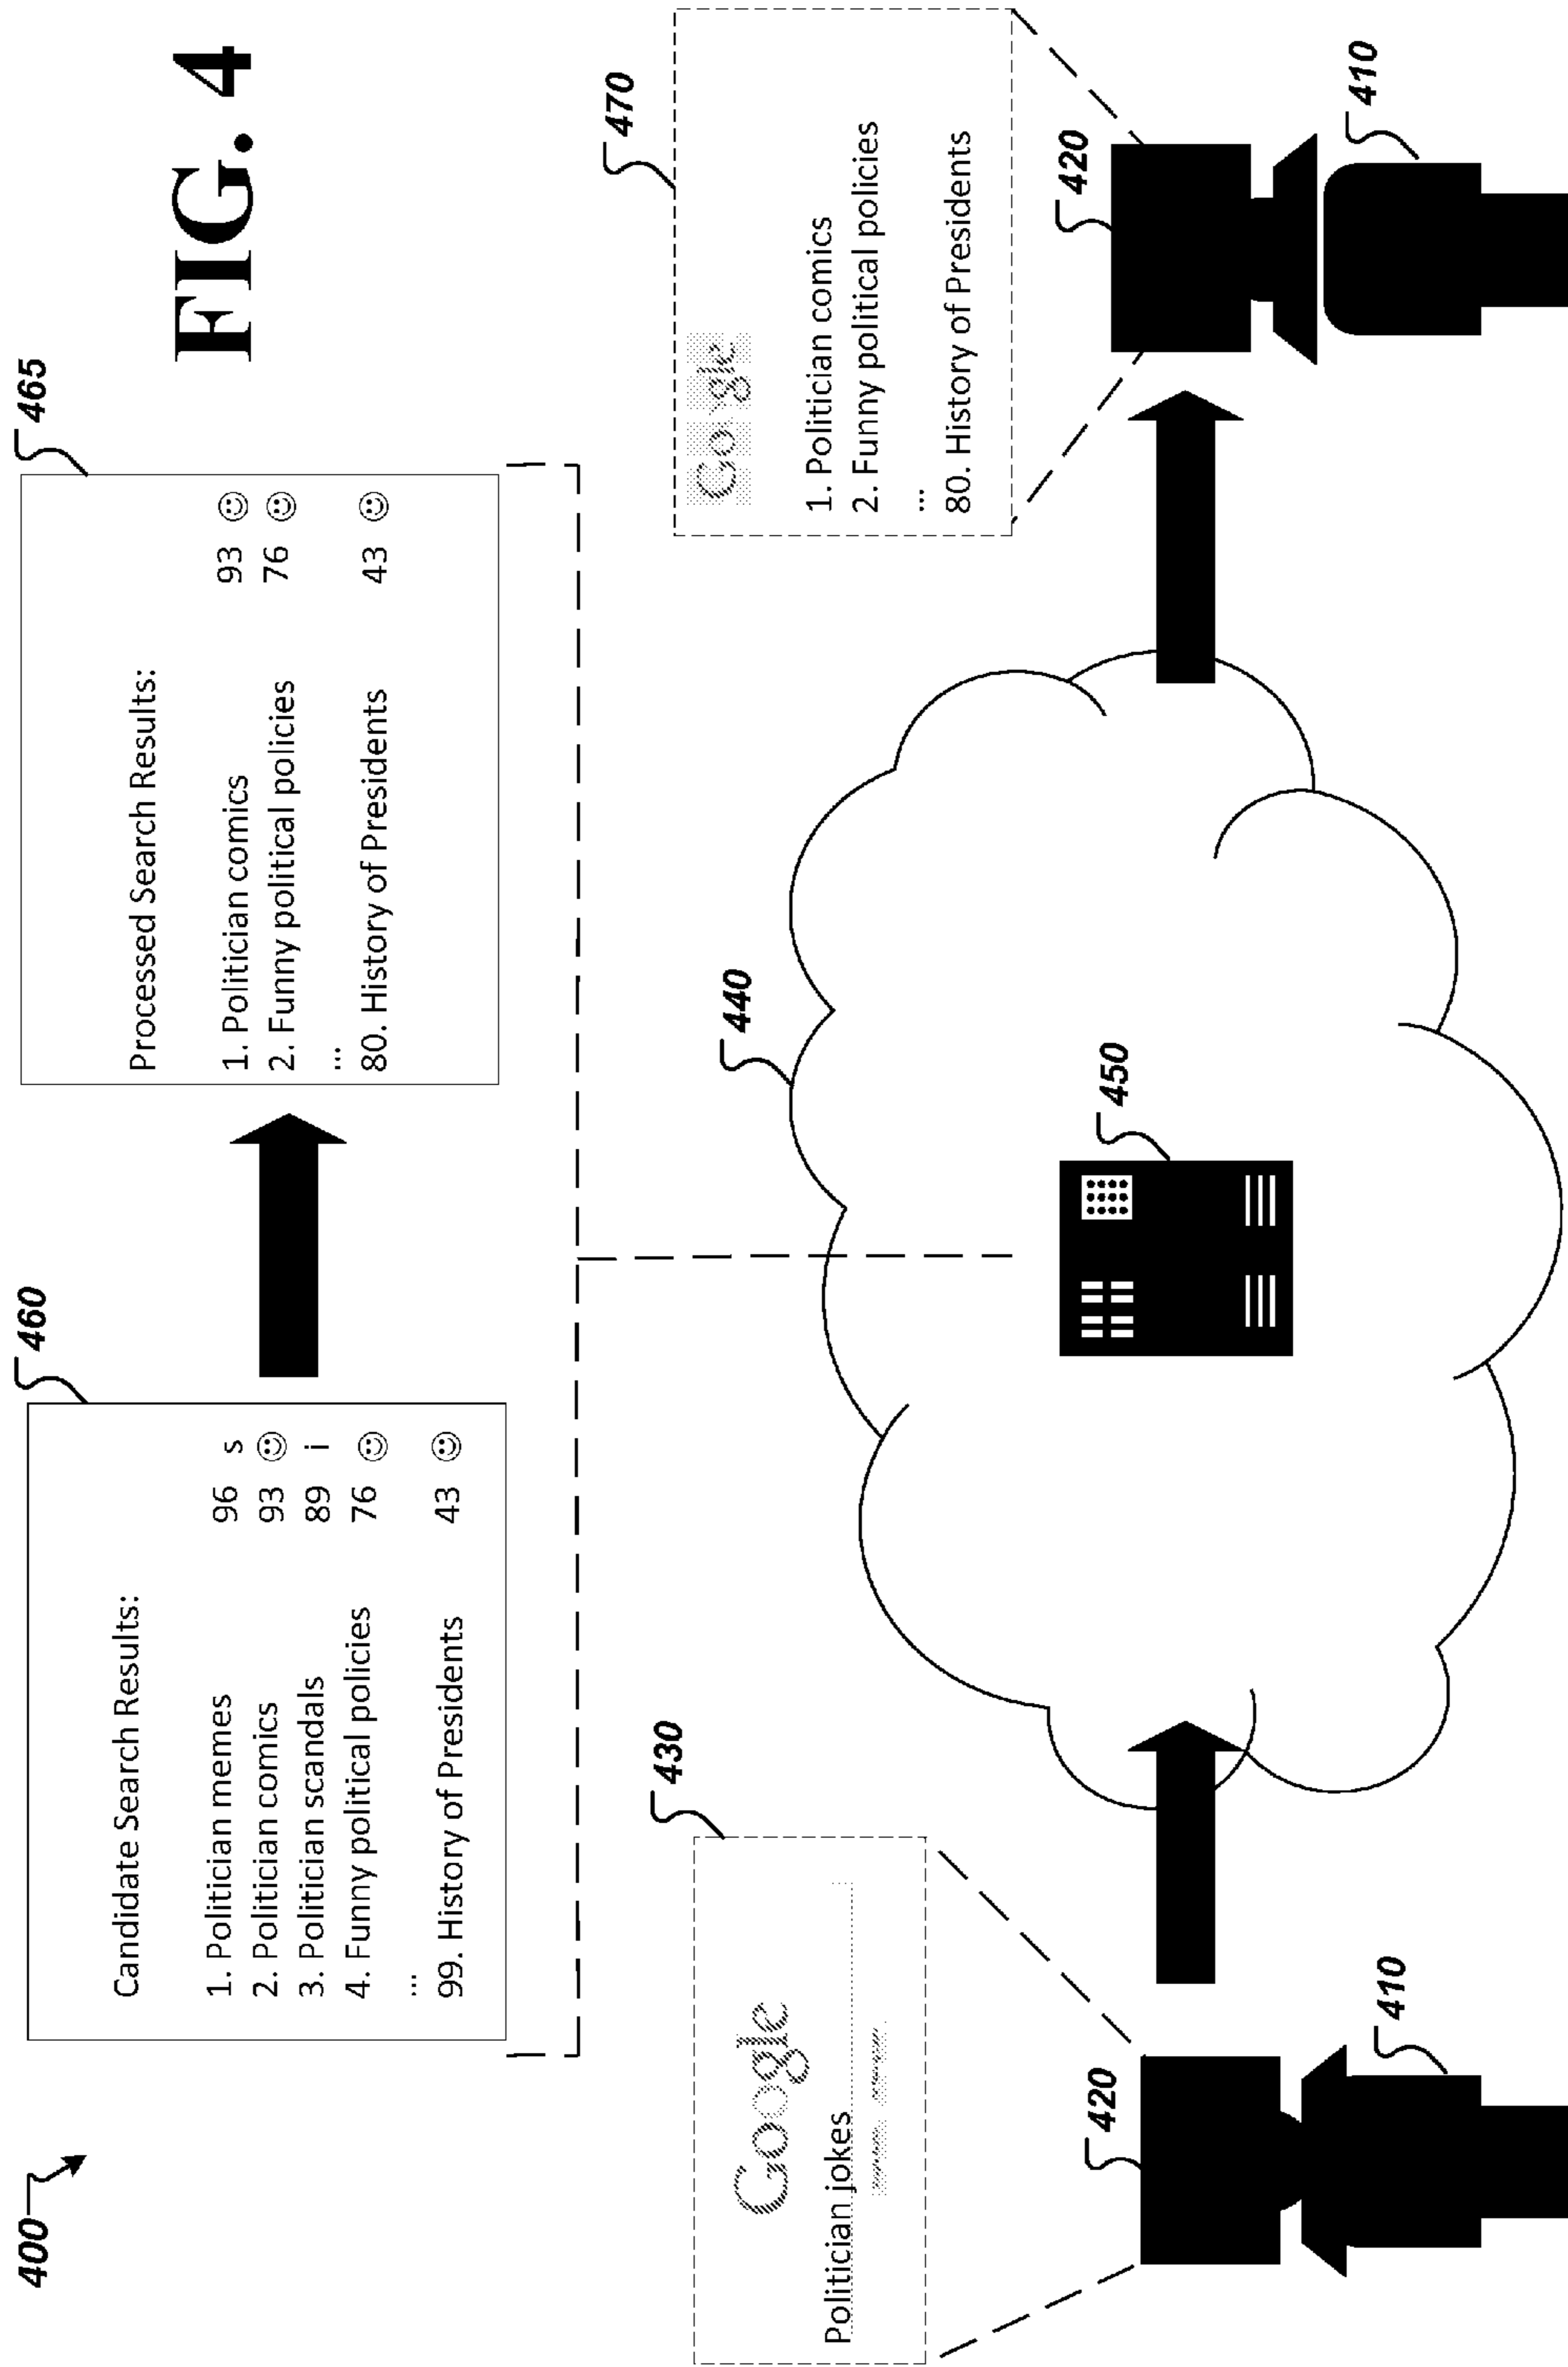 400
FIG. 4
460
Candidate Search Results:
1. Politician memes 96 s
2. Politician comics 93 ☺
3. Politician scandals 89 i
4. Funny political policies 76 ☺
...
99. History of Presidents 43 ☺
465
Processed Search Results:
1. Politician comics 93 ☺
2. Funny political policies 76 ☺
...
80. History of Presidents 43 ☺
430
Google
Politician jokes
440
450
470
Google
1. Politician comics
2. Funny political policies
...
80. History of Presidents
420
410
420
410